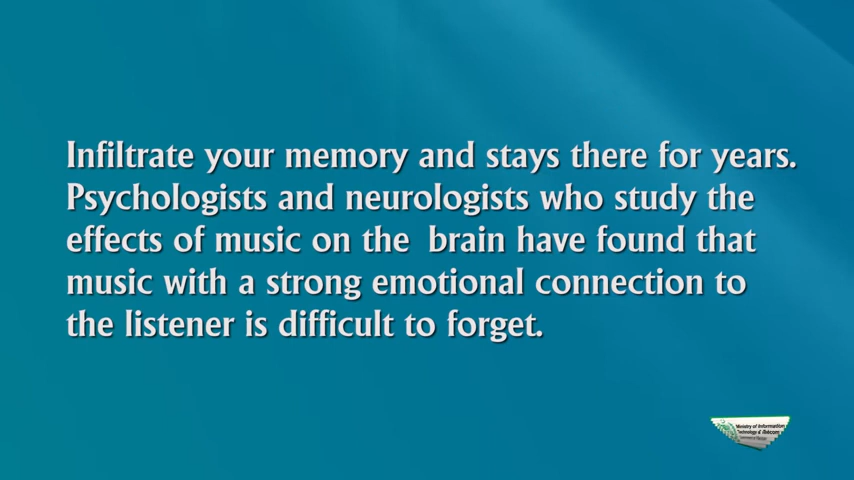 Infiltrate your memory and stays there for years.
Psychologists and neurologists who study the
effects of music on the brain have found that
music with a strong emotional connection to
the listener is difficult to forget.
Ministry of Information
Technology & Telecom